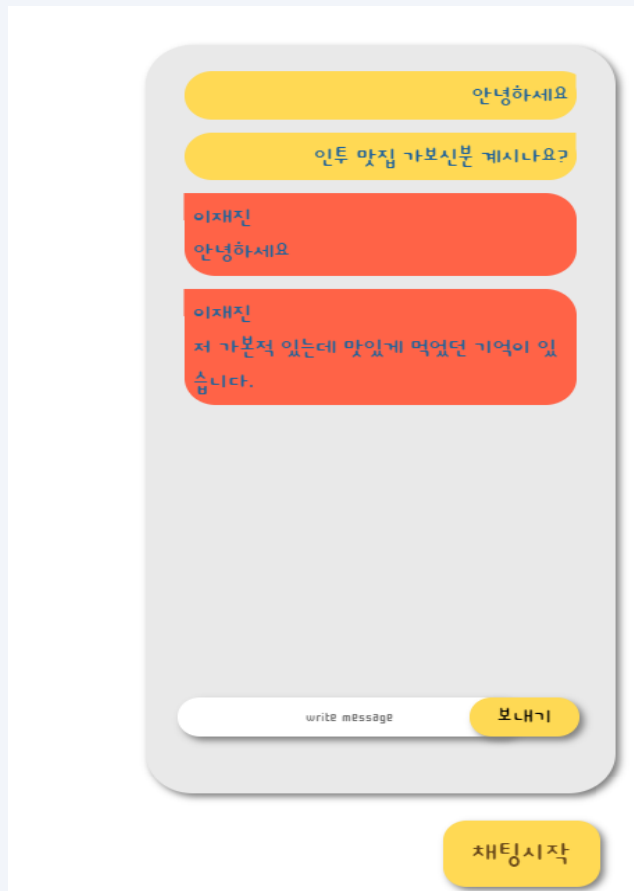 안녕하세요
인투 맛집 가보신분 계시나요?
이재진
안녕하세요
이재진
저 가본적 있는데 맛있게 먹었던 기억이 있
습니다.
write message
보내기
채팅시작